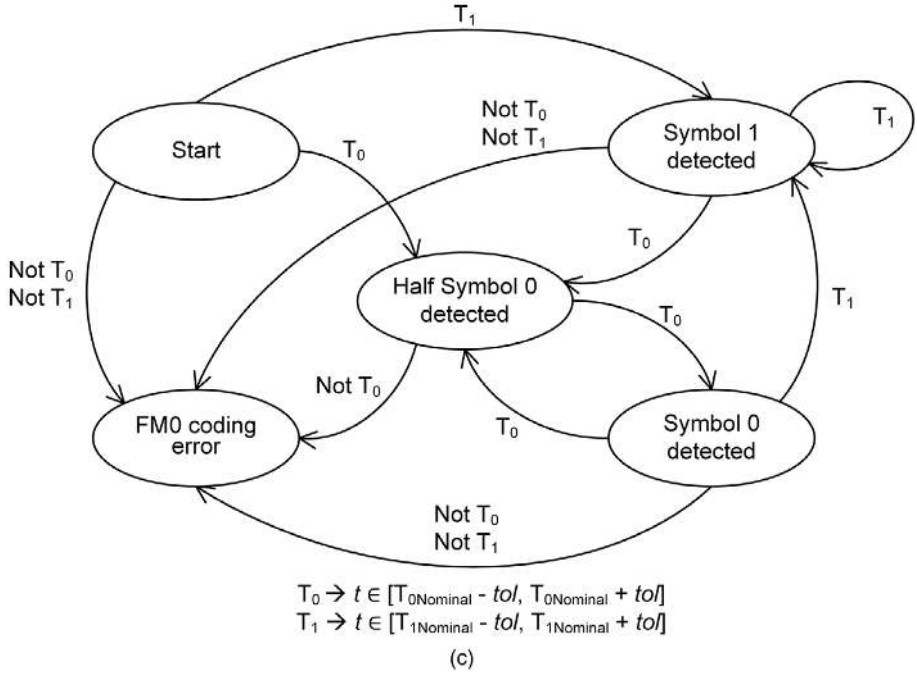 T₁
Start
T₀
Not T₀
Not T₁
Symbol 1
detected
T₁
Not T₀
Not T₁
T₀
Half Symbol 0
detected
T₀
T₁
Not T₀
FM0 coding
error
T₀
Symbol 0
detected
Not T₀
Not T₁
T₀ → t ∈ [T₀Nominal - tol, T₀Nominal + tol]
T₁ → t ∈ [T₁Nominal - tol, T₁Nominal + tol]
(c)